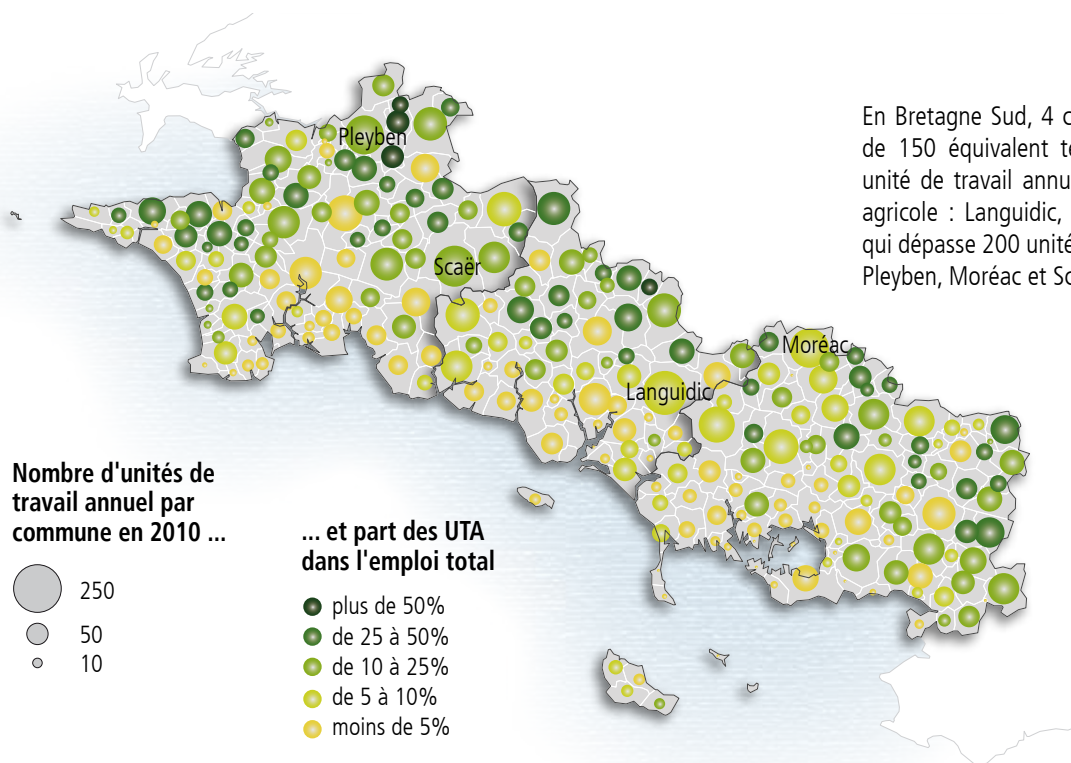 En Bretagne Sud, 4 c
de 150 équivalent te
unité de travail annu
agricole : Languidic,
qui dépasse 200 unité
Pleyben, Moréac et Sc
Pleyben
Scaër
Moréac
Languidic
Nombre d'unités de
travail annuel par
commune en 2010 ...
250
50
10
... et part des UTA
dans l'emploi total
plus de 50%
de 25 à 50%
de 10 à 25%
de 5 à 10%
moins de 5%